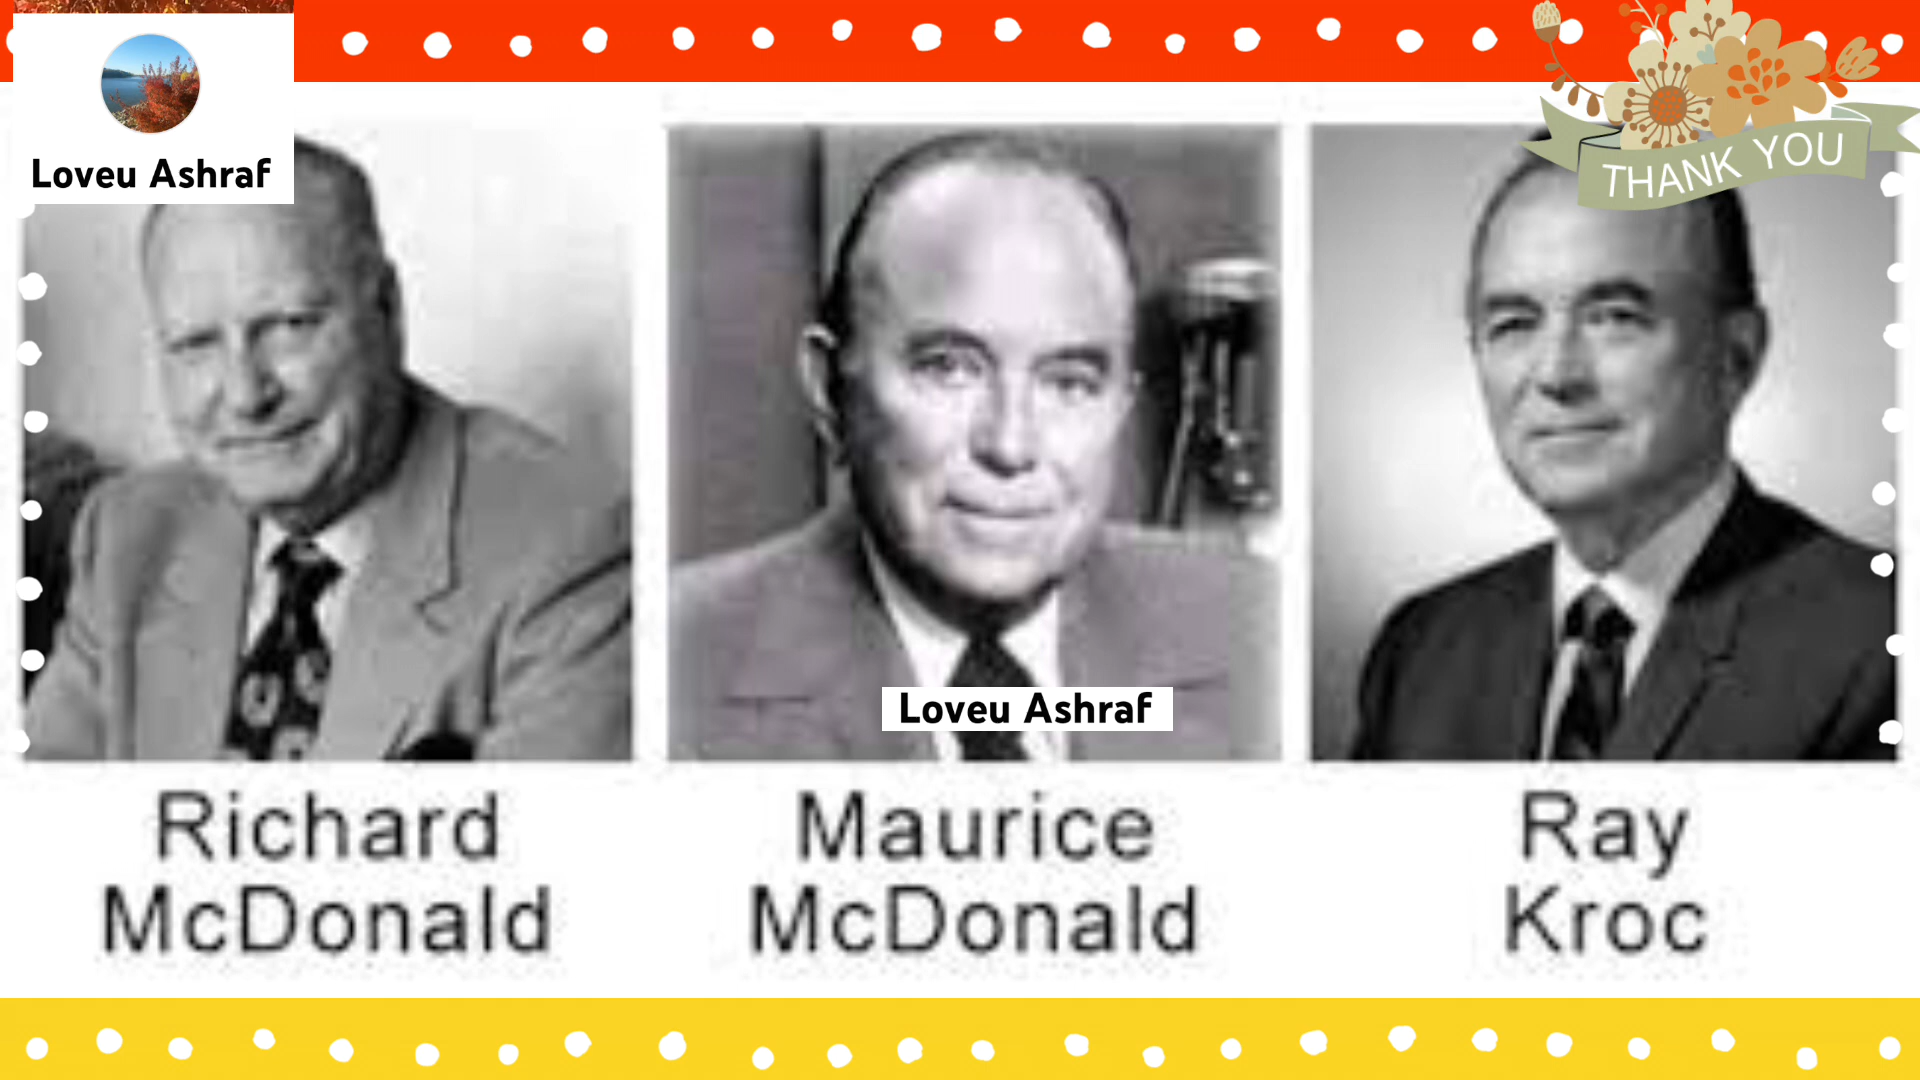 Loveu Ashraf
THANK YOU
Loveu Ashraf
Richard
McDonald
Maurice
McDonald
Ray
Kroc